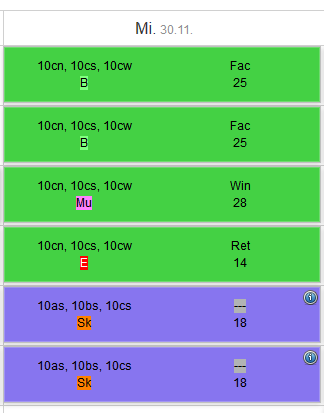 Mi. 30.11.
10cn, 10cs, 10cw Fac
B 25
10cn, 10cs, 10cw Fac
B 25
10cn, 10cs, 10cw Win
Mu 28
10cn, 10cs, 10cw Ret
E 14
10as, 10bs, 10cs ---
Sk 18
10as, 10bs, 10cs ---
Sk 18